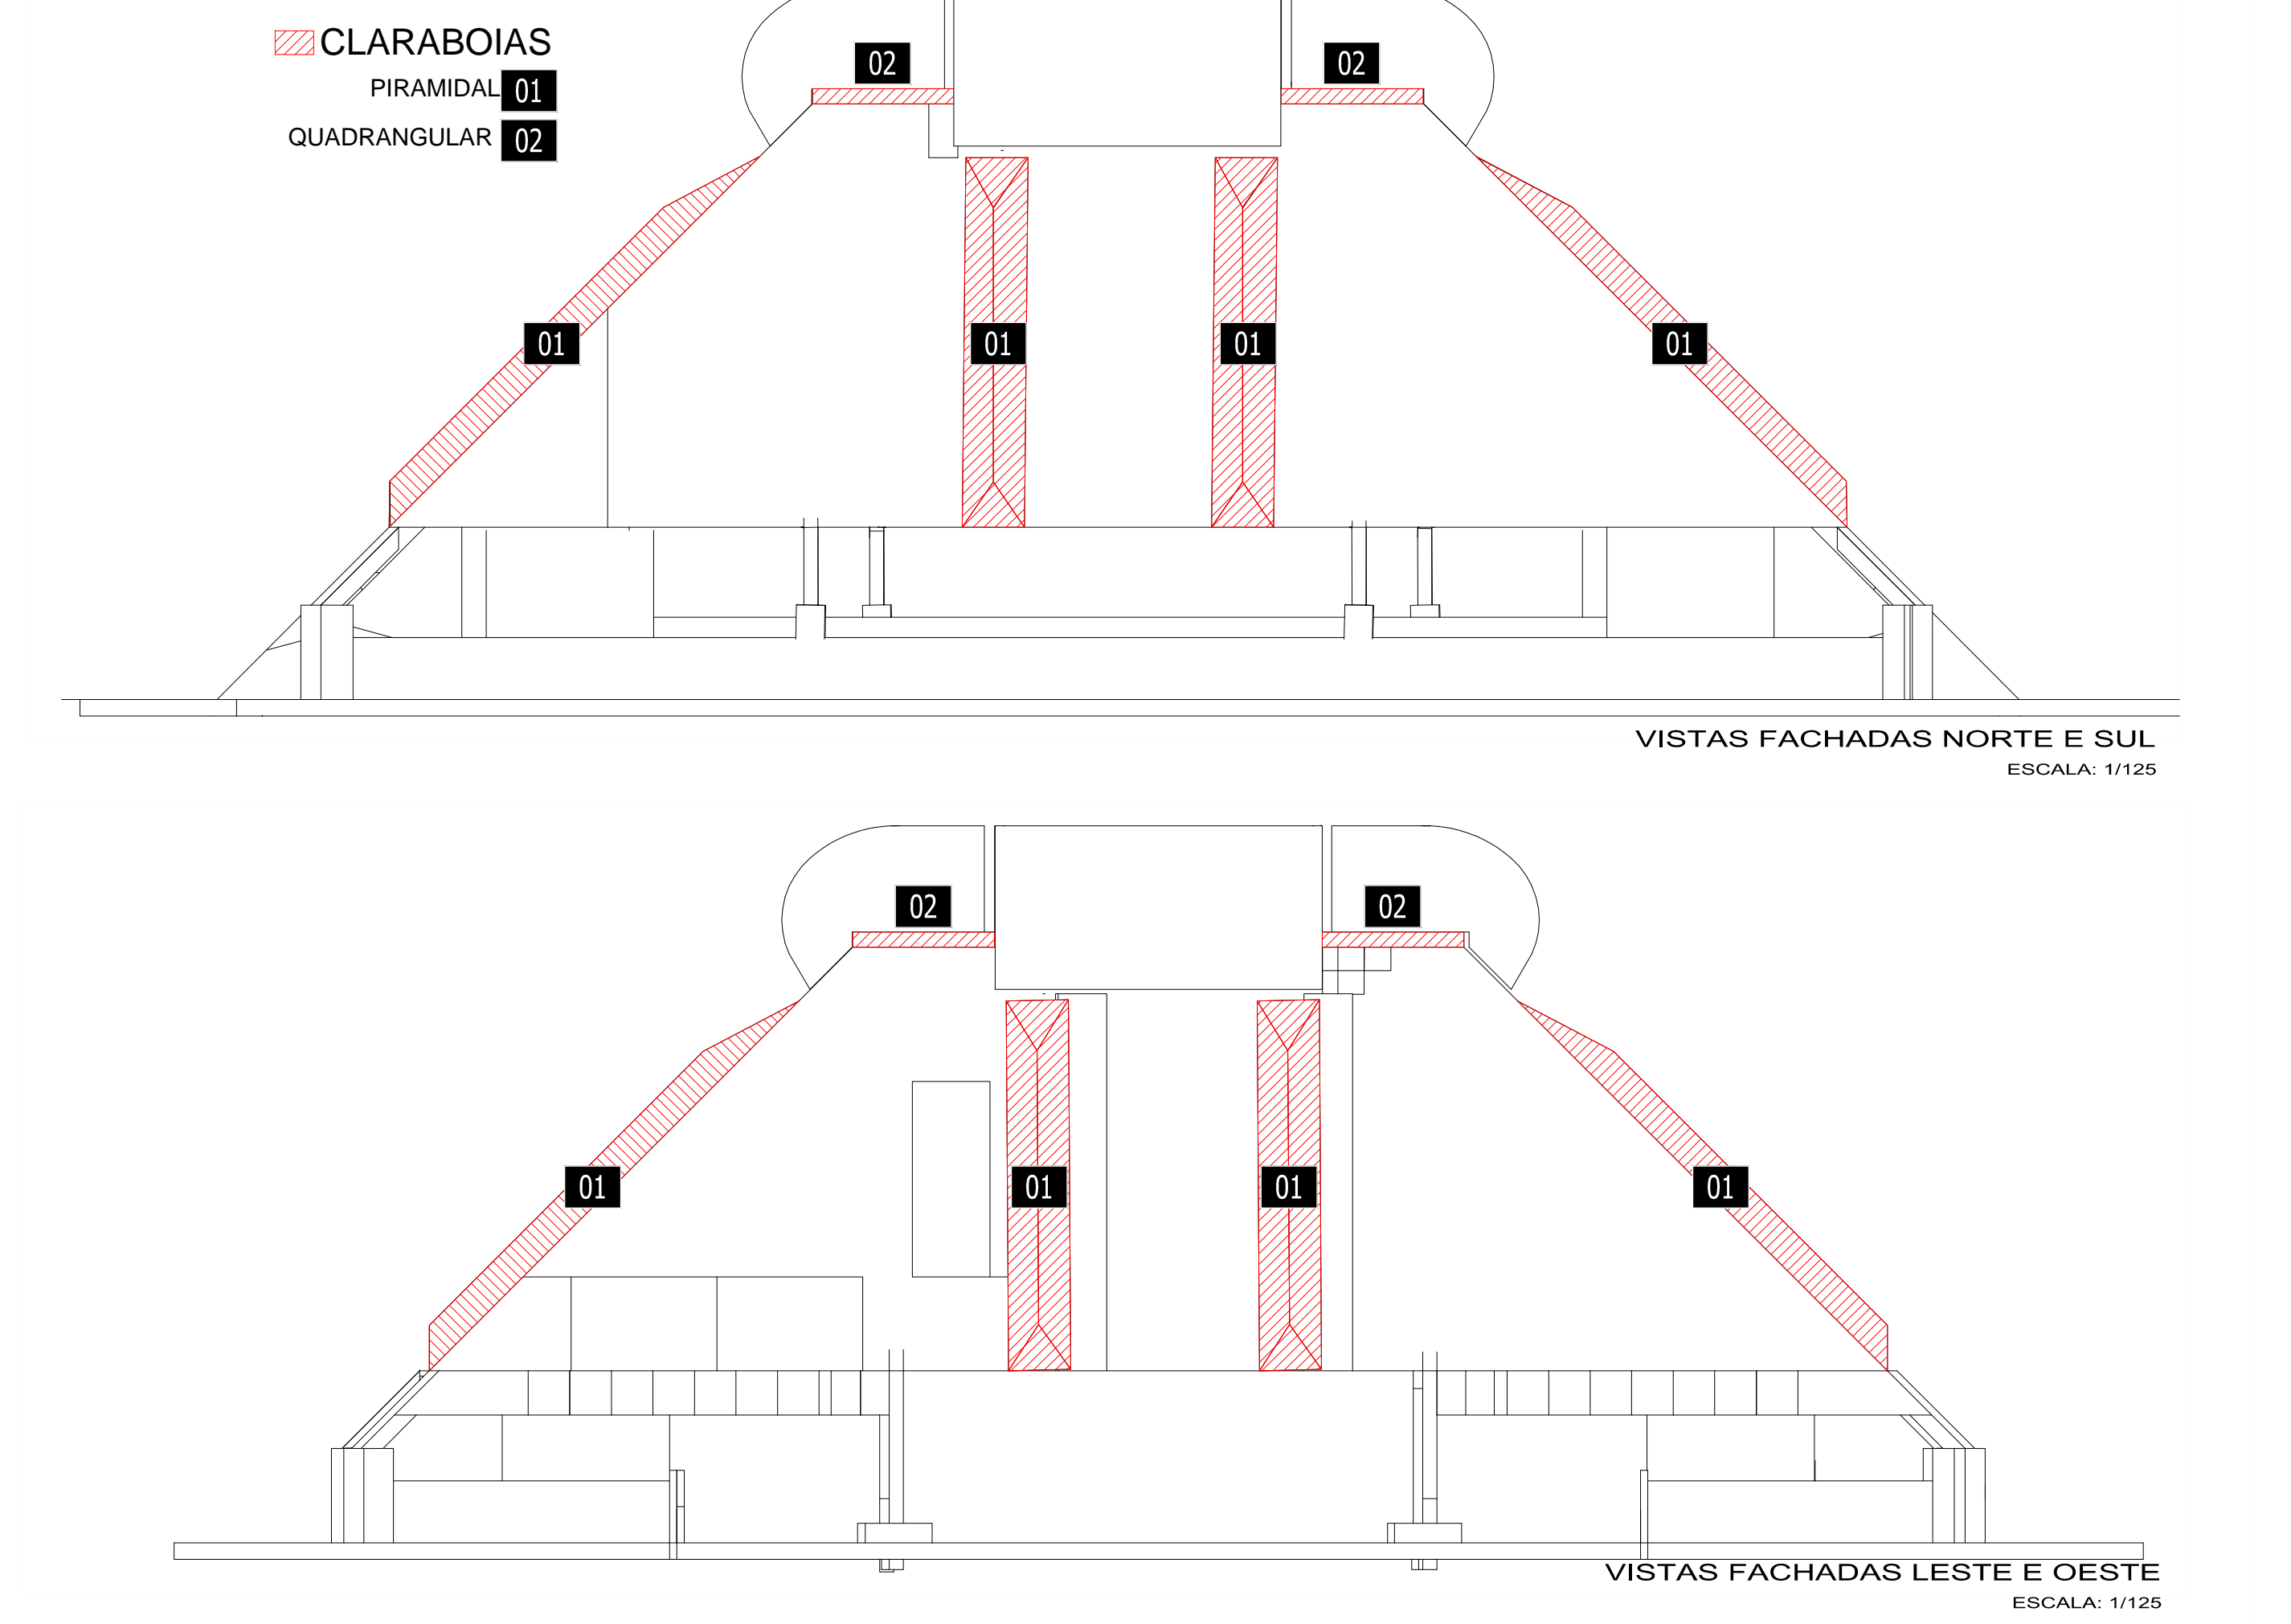 CLARABOIAS
PIRAMIDAL 01
QUADRANGULAR 02
02 02
01 01 01 01
VISTAS FACHADAS NORTE E SUL
ESCALA: 1/125
02 02
01 01 01 01
VISTAS FACHADAS LESTE E OESTE
ESCALA: 1/125